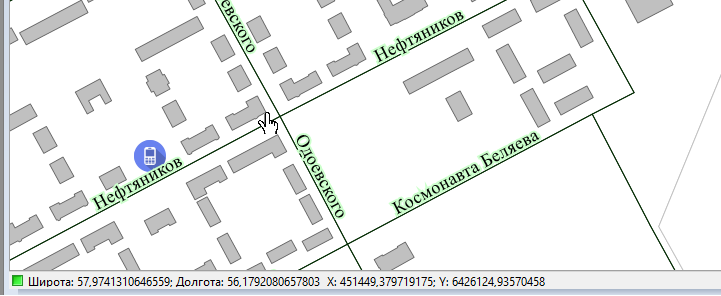 евского
Нефтяников
Одоевского
Нефтяников
Космонавта Беляева
Широта: 57,9741310646559; Долгота: 56,1792080657803 X: 451449,379719175; Y: 6426124,93570458